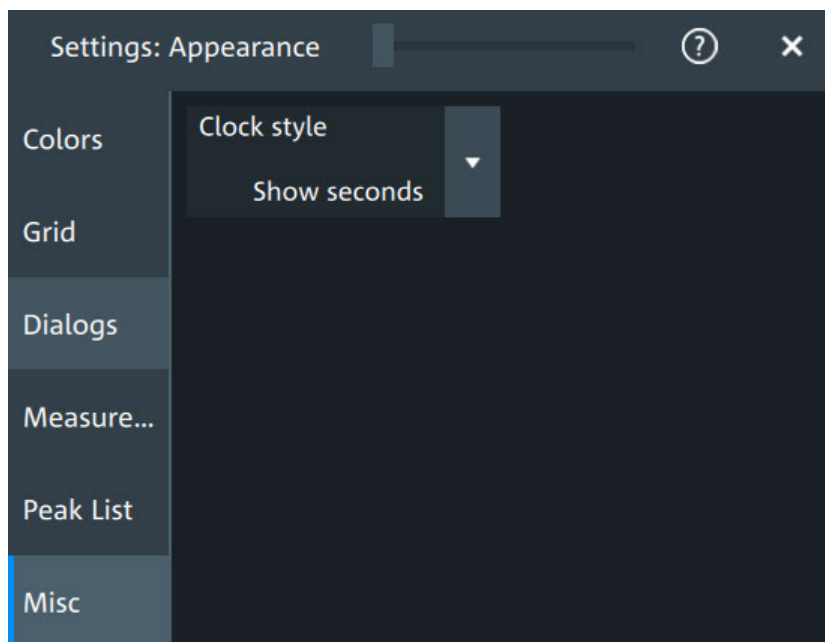 Settings: Appearance
?
Colors
Grid
Dialogs
Measure...
Peak List
Misc
Clock style
Show seconds